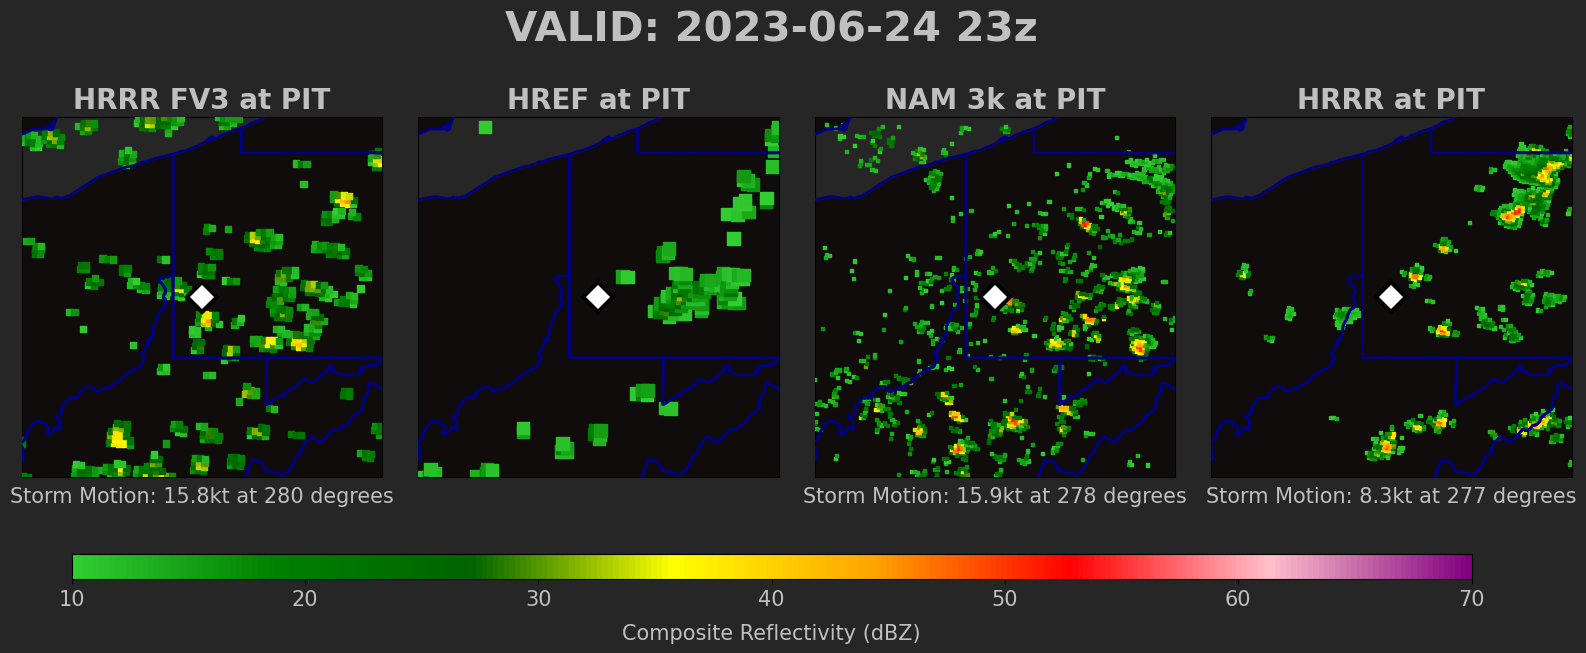 VALID: 2023-06-24 23z
HRRR FV3 at PIT
HREF at PIT
NAM 3k at PIT
HRRR at PIT
Storm Motion: 15.8kt at 280 degrees
Storm Motion: 15.9kt at 278 degrees
Storm Motion: 8.3kt at 277 degrees
10 20 30 40 50 60 70
Composite Reflectivity (dBZ)